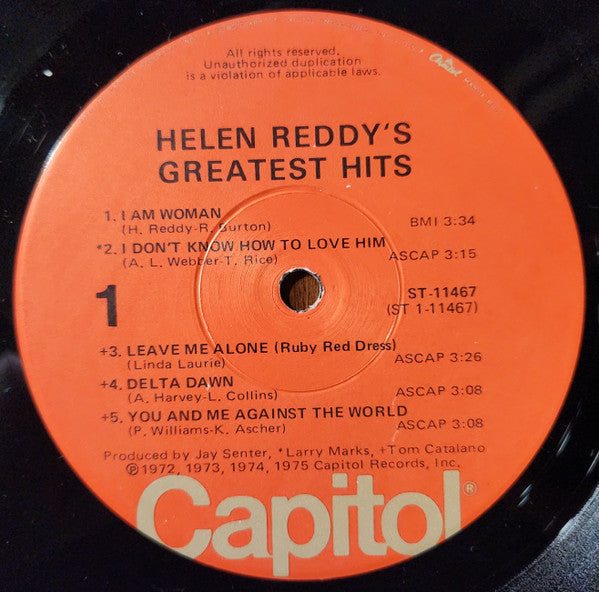 All rights reserved.
Unauthorized duplication
is a violation of applicable laws.
Capitol
HELEN REDDY'S
GREATEST HITS
1. I AM WOMAN
(H. Reddy-R. Burton)
BMI 3:34
*2. I DON'T KNOW HOW TO LOVE HIM
(A. L. Webber-T. Rice)
ASCAP 3:15
1
ST-11467
(ST 1-11467)
+3. LEAVE ME ALONE (Ruby Red Dress)
(Linda Laurie)
ASCAP 3:26
+4. DELTA DAWN
(A. Harvey-L. Collins)
ASCAP 3:08
+5. YOU AND ME AGAINST THE WORLD
(P. Williams-K. Ascher)
ASCAP 3:08
Produced by Jay Senter, *Larry Marks, +Tom Catalano
℗1972, 1973, 1974, 1975 Capitol Records, Inc.
Capitol®